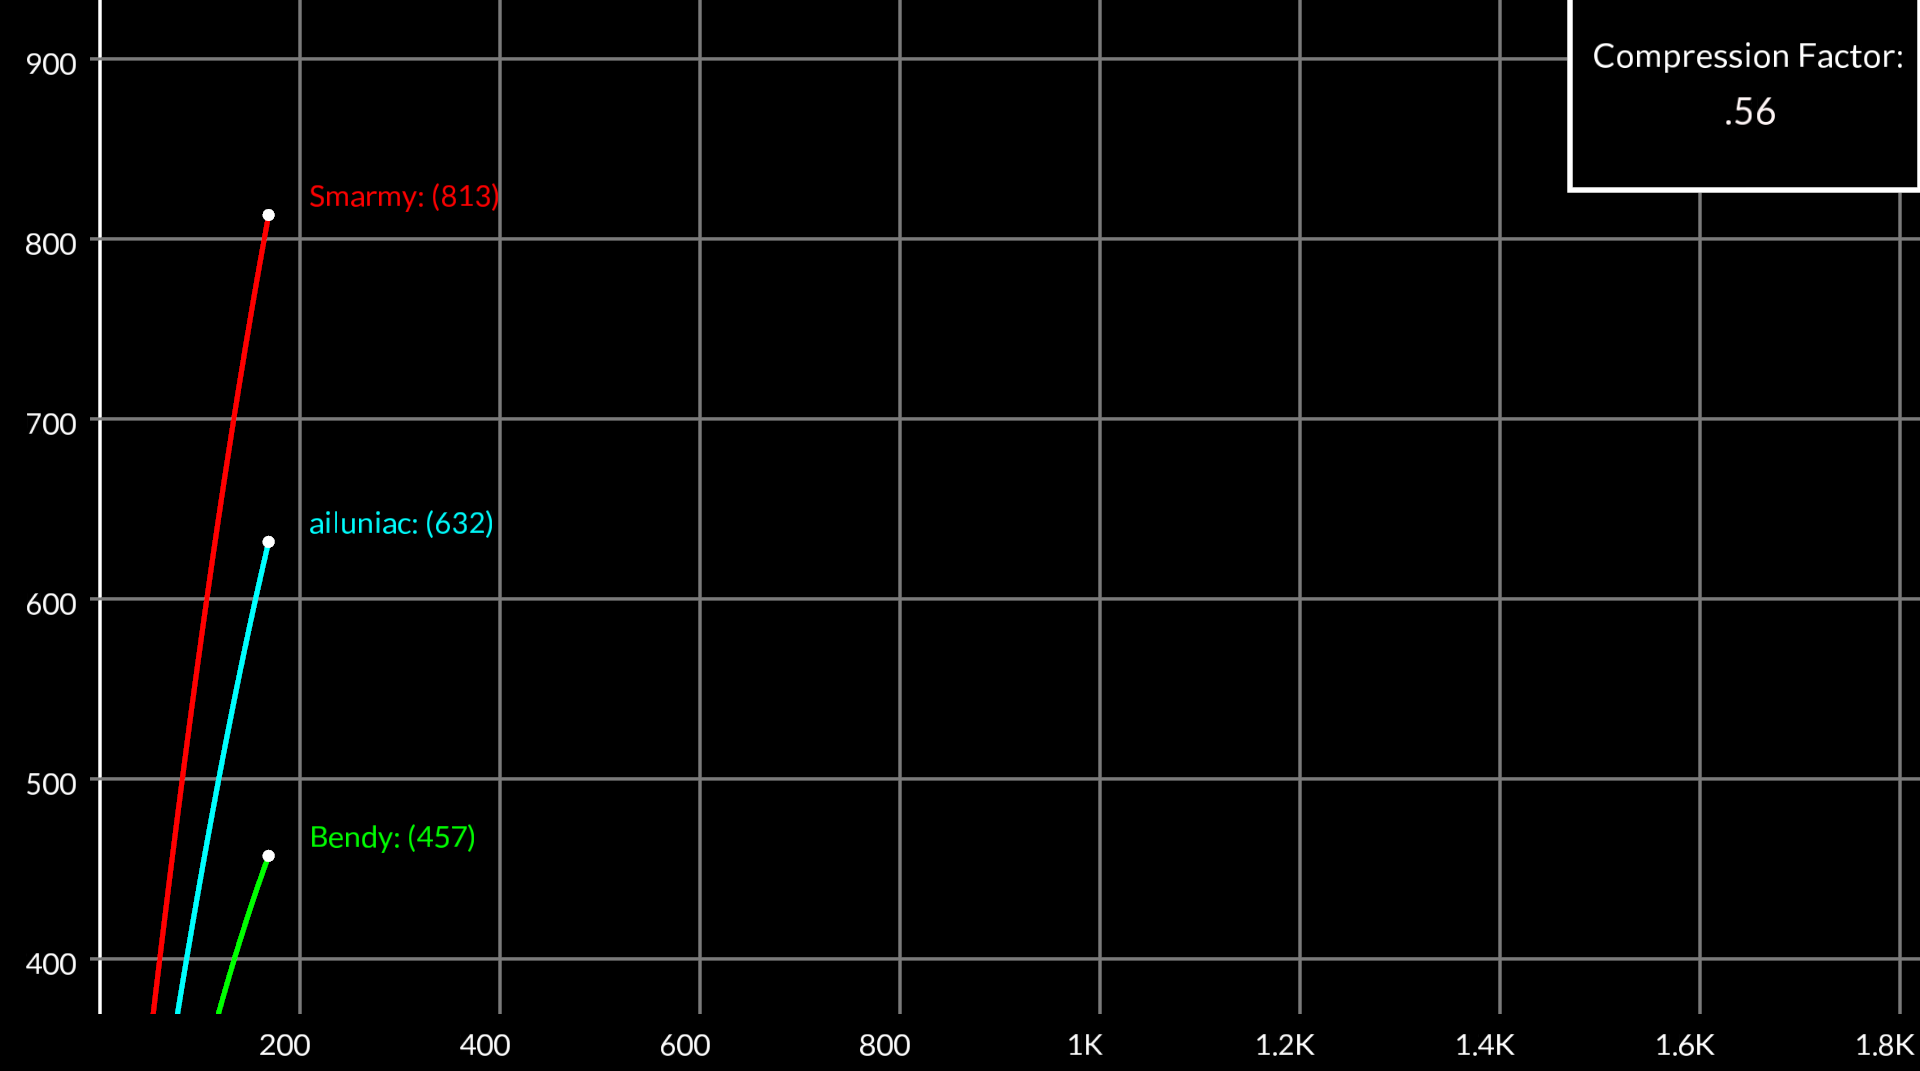 900
Compression Factor:
.56
Smarmy: (813)
800
700
ailuniac: (632)
600
500
Bendy: (457)
400
200 400 600 800 1K 1.2K 1.4K 1.6K 1.8K